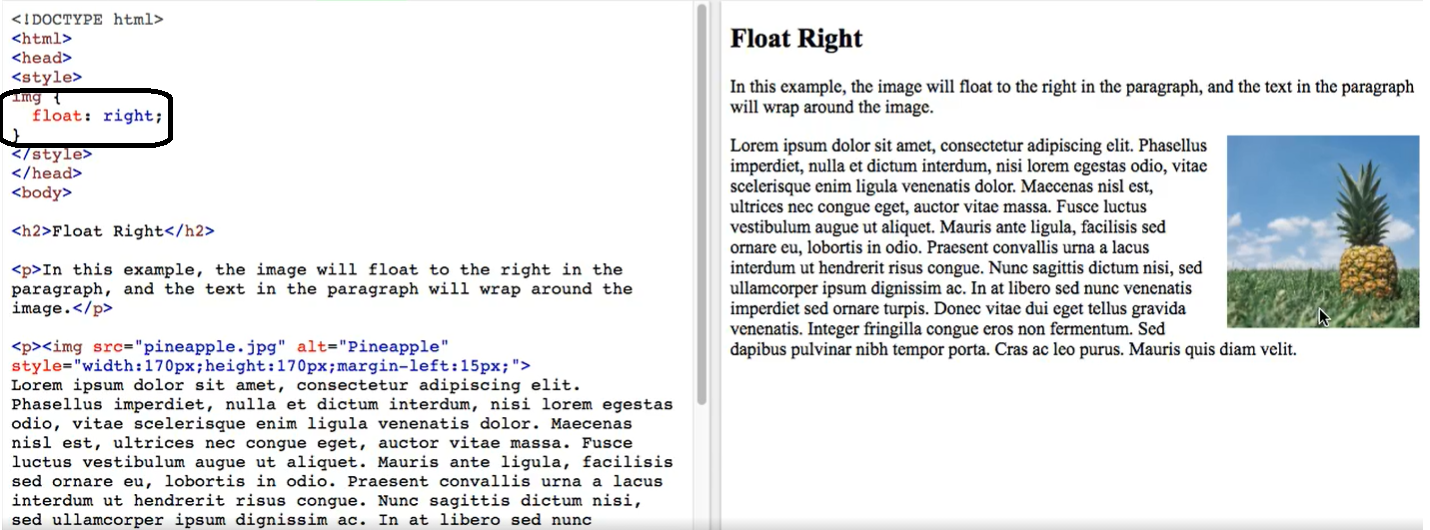 <!DOCTYPE html>
<html>
<head>
<style>
img {
  float: right;
}
</style>
</head>
<body>
<h2>Float Right</h2>
<p>In this example, the image will float to the right in the
paragraph, and the text in the paragraph will wrap around the
image.</p>
<p><img src="pineapple.jpg" alt="Pineapple"
style="width:170px;height:170px;margin-left:15px;">
Lorem ipsum dolor sit amet, consectetur adipiscing elit.
Phasellus imperdiet, nulla et dictum interdum, nisi lorem egestas
odio, vitae scelerisque enim ligula venenatis dolor. Maecenas
nisl est, ultrices nec congue eget, auctor vitae massa. Fusce
luctus vestibulum augue ut aliquet. Mauris ante ligula, facilisis
sed ornare eu, lobortis in odio. Praesent convallis urna a lacus
interdum ut hendrerit risus congue. Nunc sagittis dictum nisi,
sed ullamcorper ipsum dignissim ac. In at libero sed nunc
Float Right
In this example, the image will float to the right in the paragraph, and the text in the paragraph
will wrap around the image.
Lorem ipsum dolor sit amet, consectetur adipiscing elit. Phasellus
imperdiet, nulla et dictum interdum, nisi lorem egestas odio, vitae
scelerisque enim ligula venenatis dolor. Maecenas nisl est,
ultrices nec congue eget, auctor vitae massa. Fusce luctus
vestibulum augue ut aliquet. Mauris ante ligula, facilisis sed
ornare eu, lobortis in odio. Praesent convallis urna a lacus
interdum ut hendrerit risus congue. Nunc sagittis dictum nisi, sed
ullamcorper ipsum dignissim ac. In at libero sed nunc venenatis
imperdiet sed ornare turpis. Donec vitae dui eget tellus gravida
venenatis. Integer fringilla congue eros non fermentum. Sed
dapibus pulvinar nibh tempor porta. Cras ac leo purus. Mauris quis diam velit.